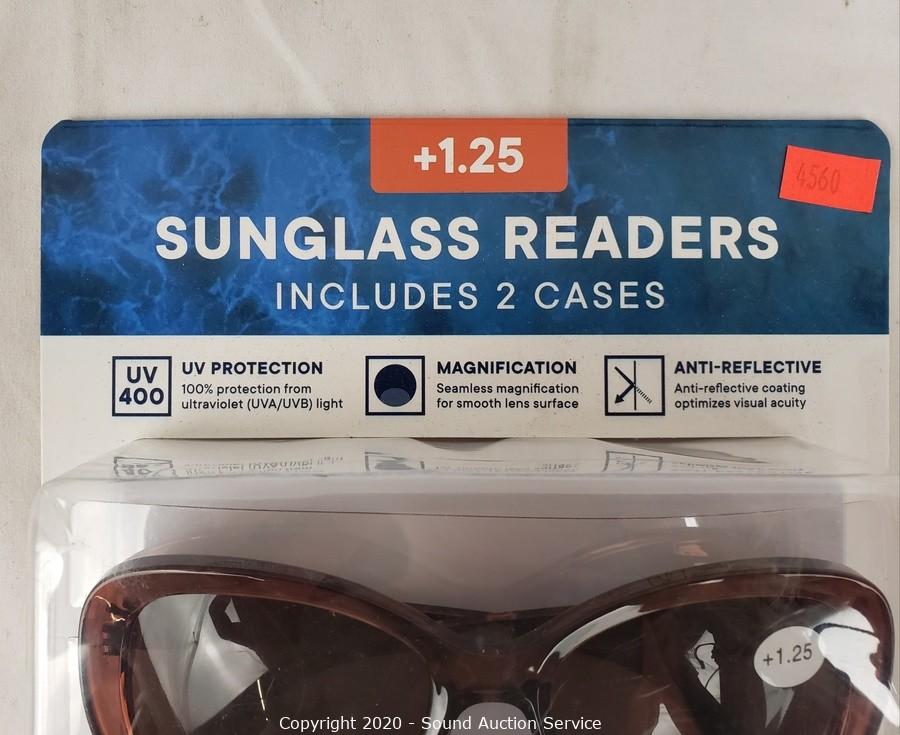 +1.25
4560
SUNGLASS READERS
INCLUDES 2 CASES
UV
400
UV PROTECTION
100% protection from
ultraviolet (UVA/UVB) light
MAGNIFICATION
Seamless magnification
for smooth lens surface
ANTI-REFLECTIVE
Anti-reflective coating
optimizes visual acuity
+1.25
Copyright 2020 - Sound Auction Service